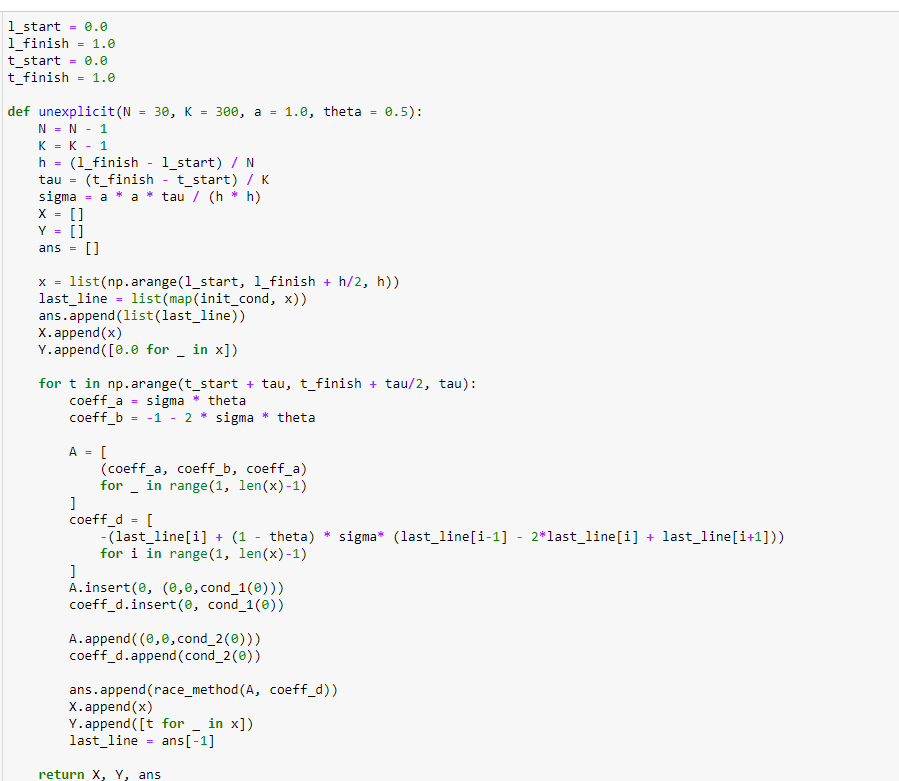 l_start = 0.0
l_finish = 1.0
t_start = 0.0
t_finish = 1.0
def unexplicit(N = 30, K = 300, a = 1.0, theta = 0.5):
    N = N - 1
    K = K - 1
    h = (l_finish - l_start) / N
    tau = (t_finish - t_start) / K
    sigma = a * a * tau / (h * h)
    X = []
    Y = []
    ans = []
    x = list(np.arange(l_start, l_finish + h/2, h))
    last_line = list(map(init_cond, x))
    ans.append(list(last_line))
    X.append(x)
    Y.append([0.0 for _ in x])
    for t in np.arange(t_start + tau, t_finish + tau/2, tau):
        coeff_a = sigma * theta
        coeff_b = -1 - 2 * sigma * theta
        A = [
            (coeff_a, coeff_b, coeff_a)
            for _ in range(1, len(x)-1)
        ]
        coeff_d = [
            -(last_line[i] + (1 - theta) * sigma* (last_line[i-1] - 2*last_line[i] + last_line[i+1]))
            for i in range(1, len(x)-1)
        ]
        A.insert(0, (0,0,cond_1(0)))
        coeff_d.insert(0, cond_1(0))
        A.append((0,0,cond_2(0)))
        coeff_d.append(cond_2(0))
        ans.append(race_method(A, coeff_d))
        X.append(x)
        Y.append([t for _ in x])
        last_line = ans[-1]
    return X, Y, ans